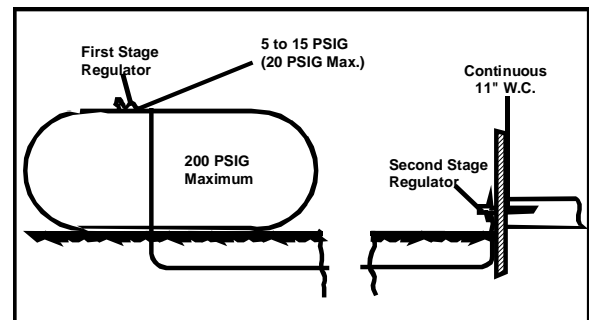 First Stage
Regulator
5 to 15 PSIG
(20 PSIG Max.)
Continuous
11" W.C.
200 PSIG
Maximum
Second Stage
Regulator